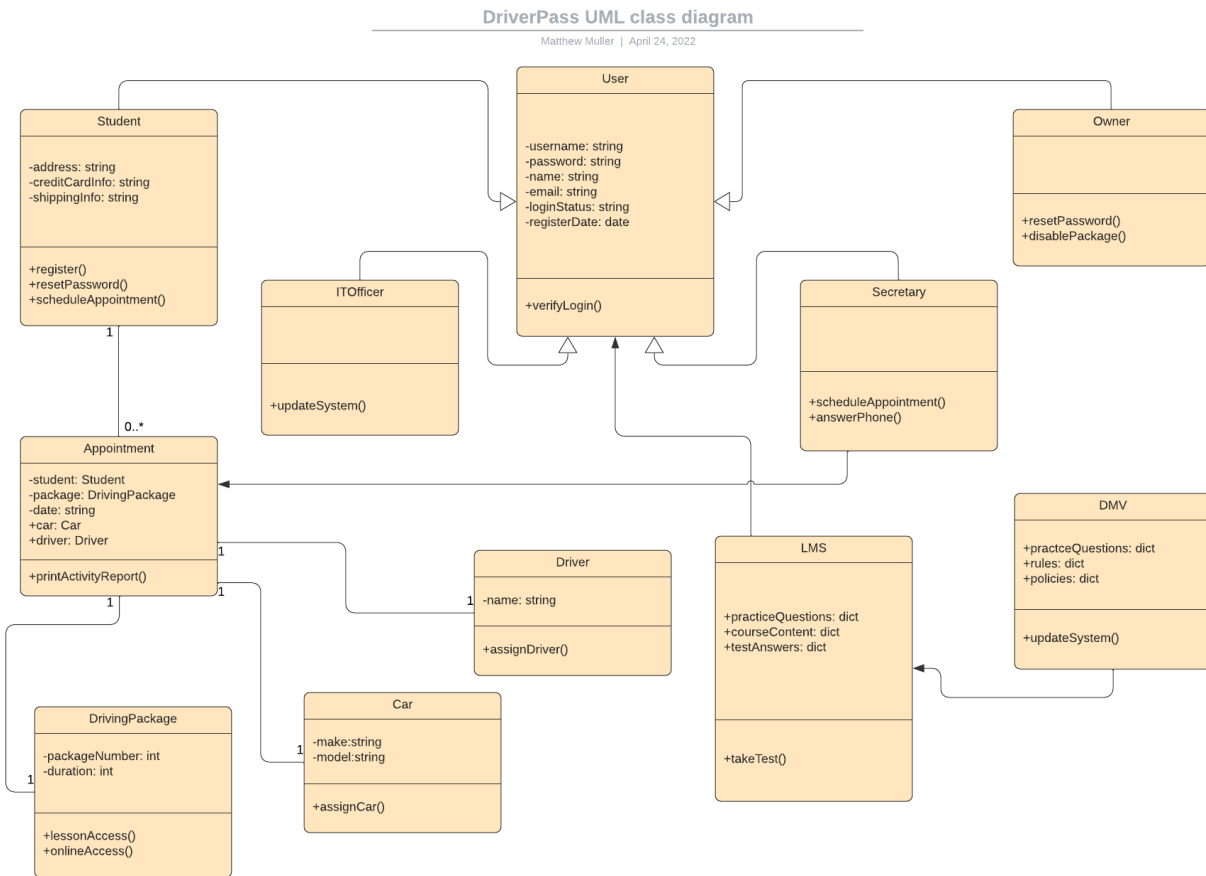 DriverPass UML class diagram
Matthew Muller | April 24, 2022
User
-username: string
-password: string
-name: string
-email: string
-loginStatus: string
-registerDate: date
+verifyLogin()
Student
-address: string
-creditCardInfo: string
-shippingInfo: string
+register()
+resetPassword()
+scheduleAppointment()
Owner
+resetPassword()
+disablePackage()
ITOfficer
+updateSystem()
Secretary
+scheduleAppointment()
+answerPhone()
1
0..*
Appointment
-student: Student
-package: DrivingPackage
-date: string
+car: Car
+driver: Driver
+printActivityReport()
1
1
1
Driver
-name: string
+assignDriver()
1
LMS
+practiceQuestions: dict
+courseContent: dict
+testAnswers: dict
+takeTest()
DMV
+practceQuestions: dict
+rules: dict
+policies: dict
+updateSystem()
DrivingPackage
-packageNumber: int
-duration: int
+lessonAccess()
+onlineAccess()
1
Car
-make:string
-model:string
+assignCar()
1